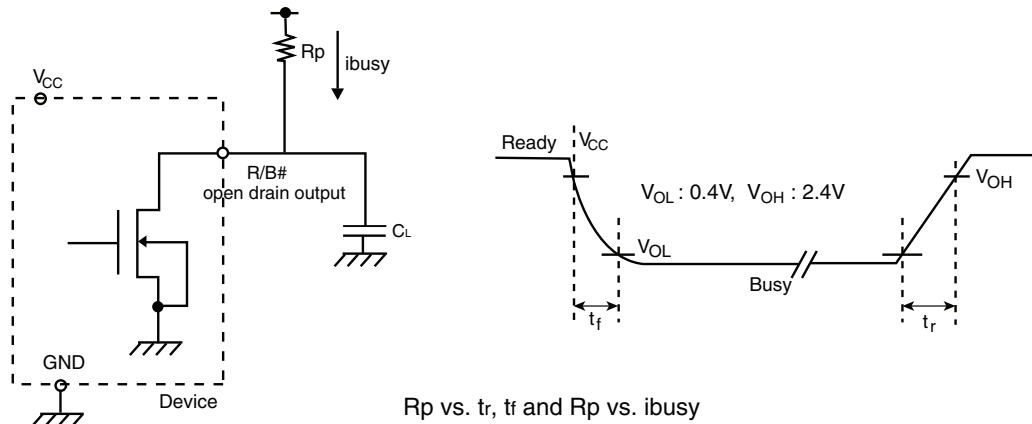 Rp
ibusy
VCC
R/B#
open drain output
CL
GND
Device
Ready
VCC
VOL : 0.4V, VOH : 2.4V
VOH
VOL
Busy
tf
tr
Rp vs. tr, tf and Rp vs. ibusy